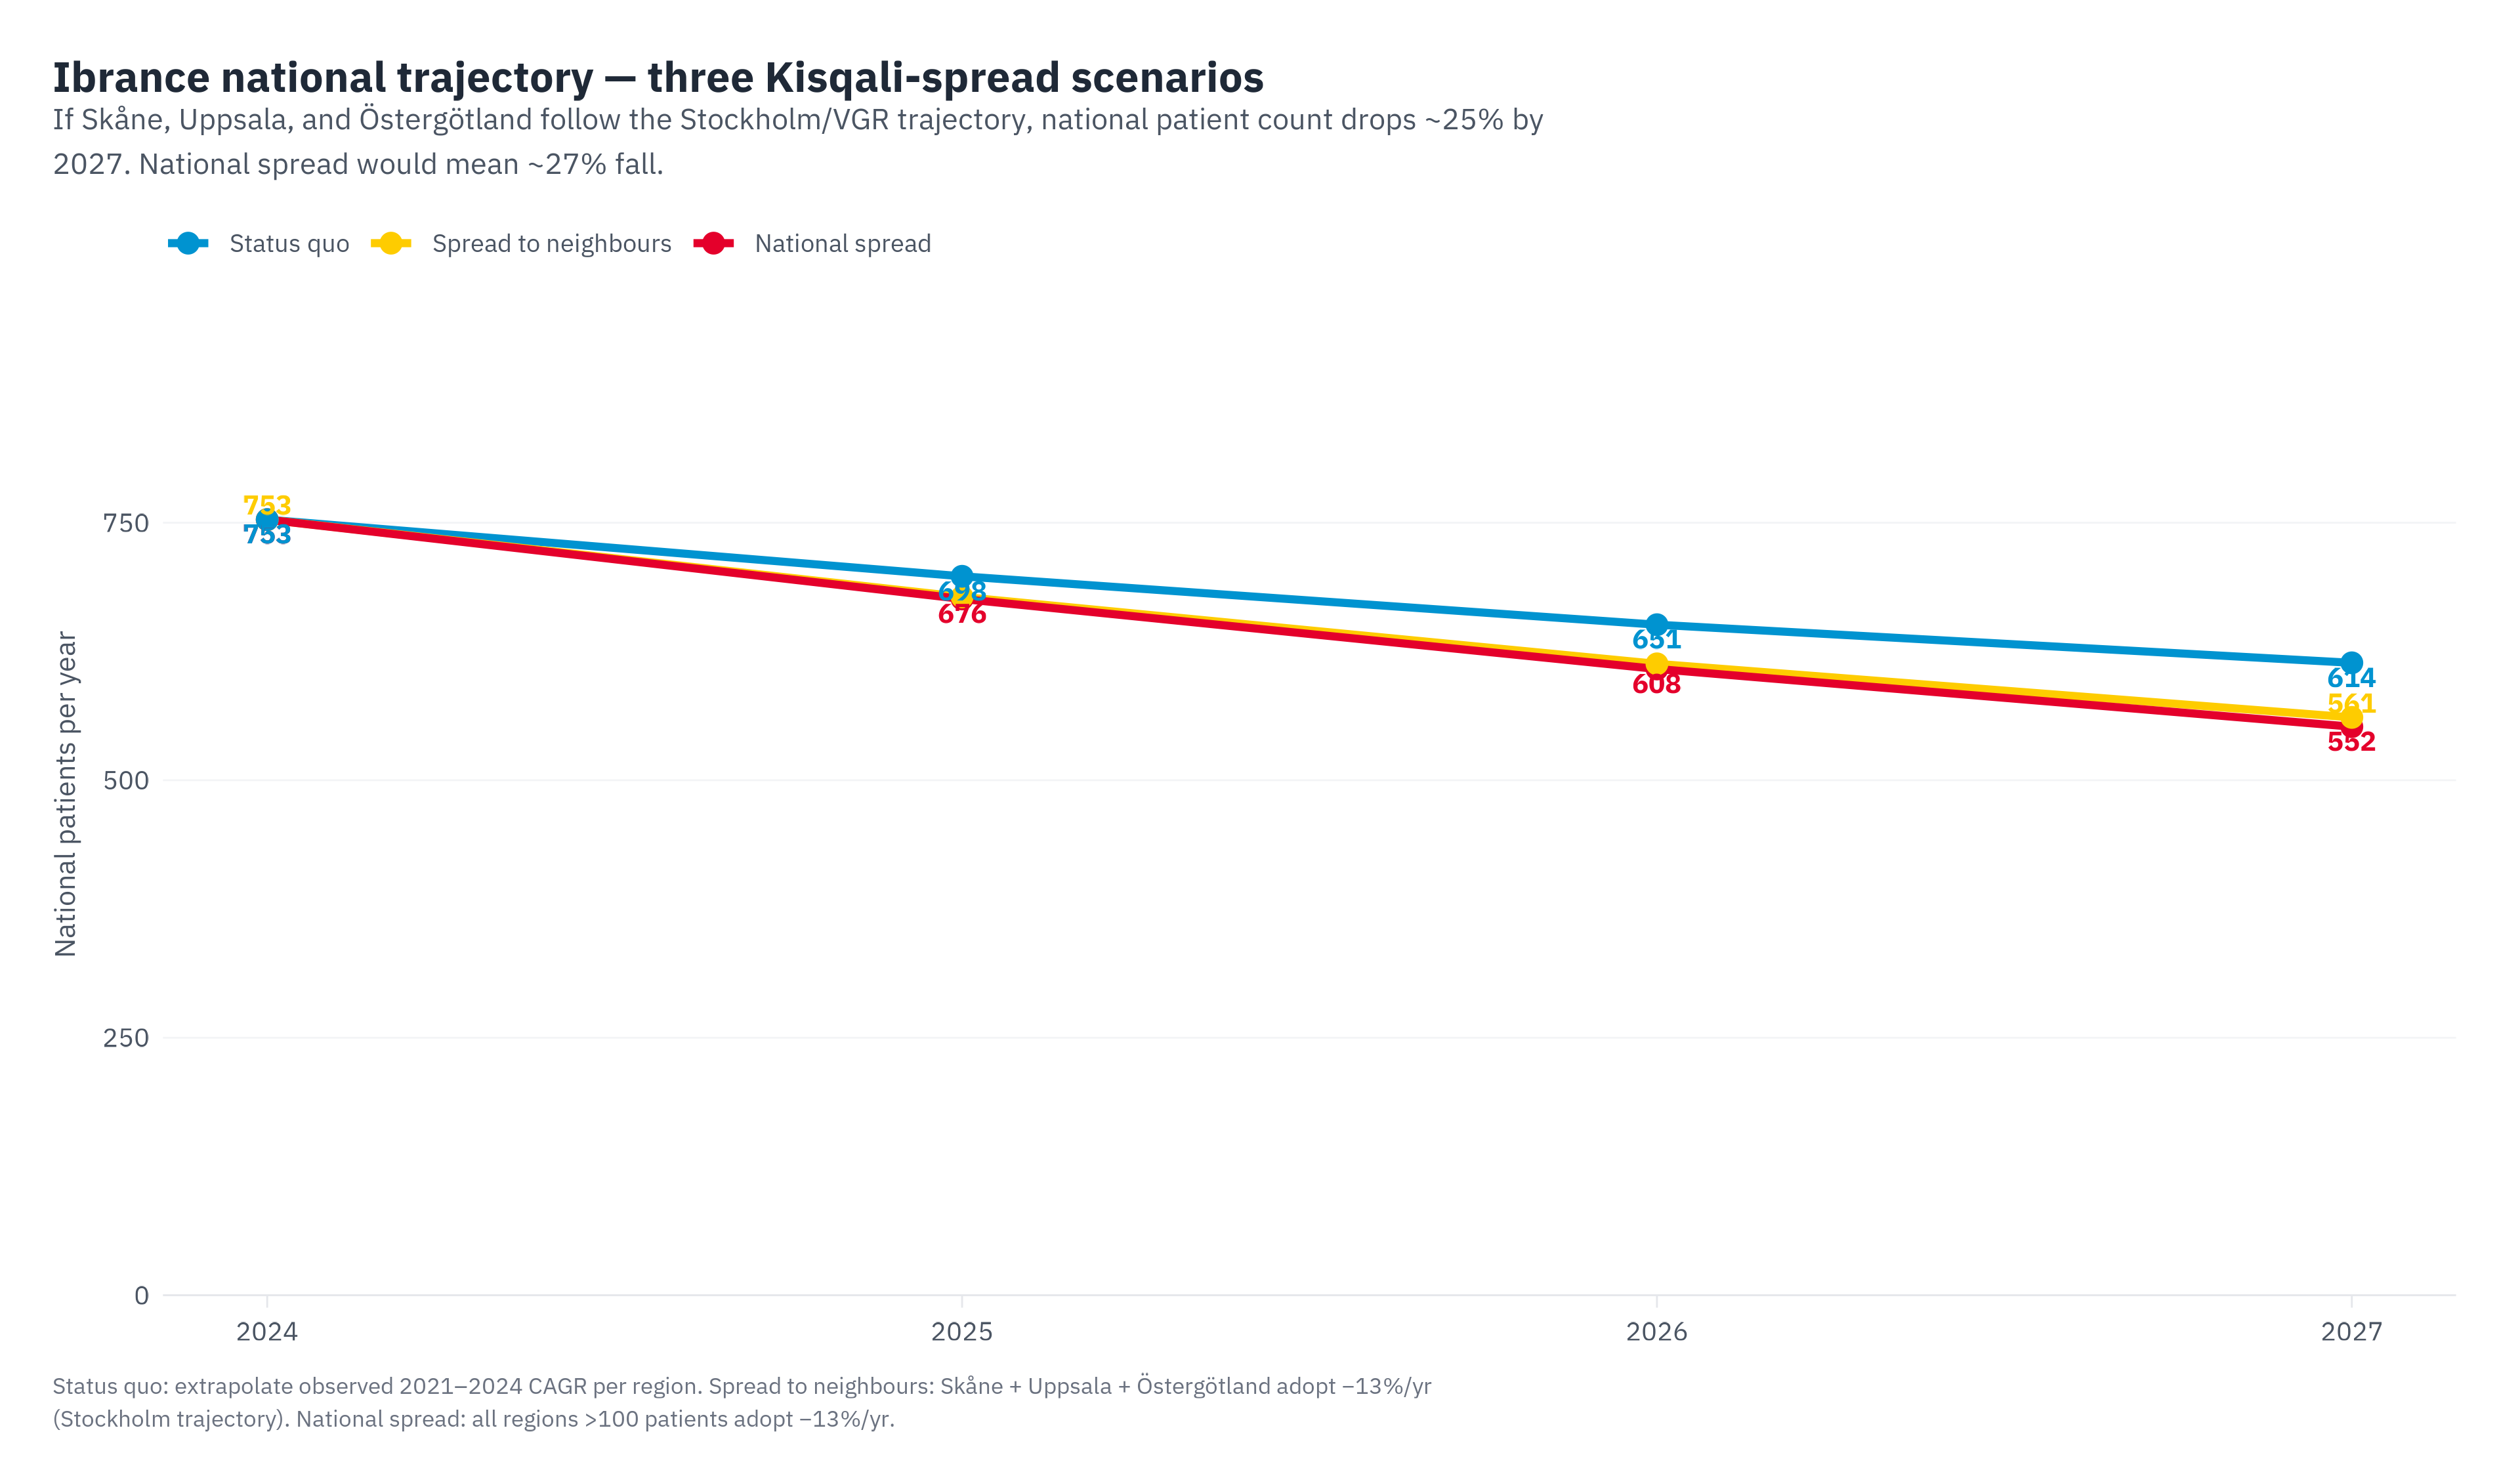 Ibrance national trajectory — three Kisqali-spread scenarios
If Skåne, Uppsala, and Östergötland follow the Stockholm/VGR trajectory, national patient count drops ~25% by
2027. National spread would mean ~27% fall.
Status quo
Spread to neighbours
National spread
National patients per year
750
500
250
0
753
753
698
676
651
608
614
561
552
2024
2025
2026
2027
Status quo: extrapolate observed 2021–2024 CAGR per region. Spread to neighbours: Skåne + Uppsala + Östergötland adopt −13%/yr
(Stockholm trajectory). National spread: all regions >100 patients adopt −13%/yr.